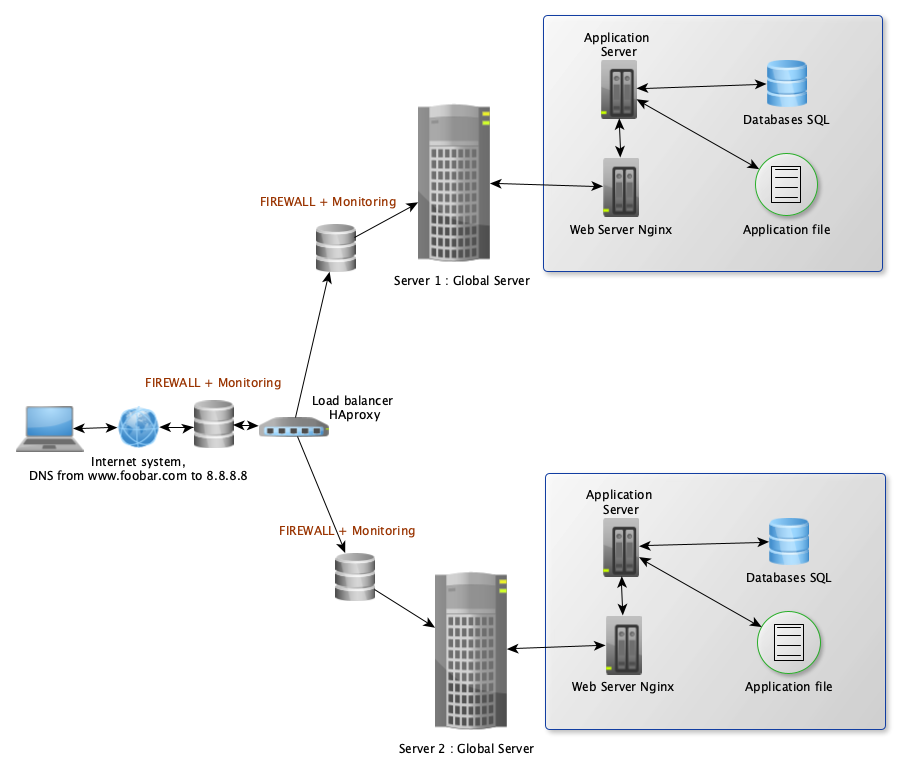 Application
Server
Databases SQL
FIREWALL + Monitoring
Web Server Nginx
Application file
Server 1 : Global Server
FIREWALL + Monitoring
Load balancer
HAproxy
Internet system,
DNS from www.foobar.com to 8.8.8.8
Application
Server
FIREWALL + Monitoring
Databases SQL
Web Server Nginx
Application file
Server 2 : Global Server